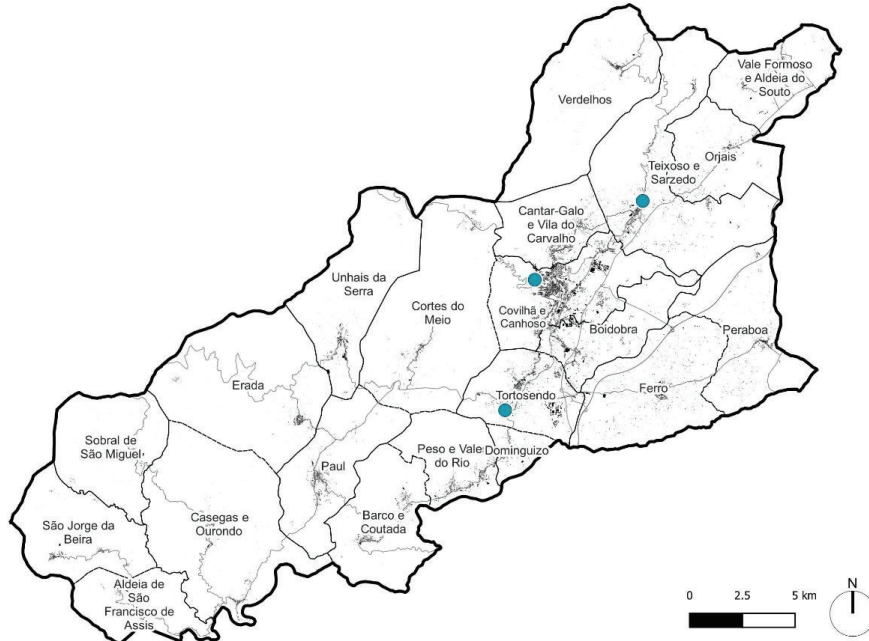 Vale Formoso
e Aldeia do
Souto
Verdelhos
Orjais
Teixoso e
Sarzedo
Cantar-Galo
e Vila do
Carvalho
Unhais da
Serra
Cortes do
Meio
Covilhã e
Canhoso
Boidobra
Peraboa
Erada
Ferro
Tortosendo
Sobral de
São Miguel
Paul
Peso e Vale
do Rio
Dominguizo
São Jorge da
Beira
Casegas e
Ourondo
Barco e
Coutada
Aldeia de
São
Francisco de
Assis
N
0 2.5 5 km